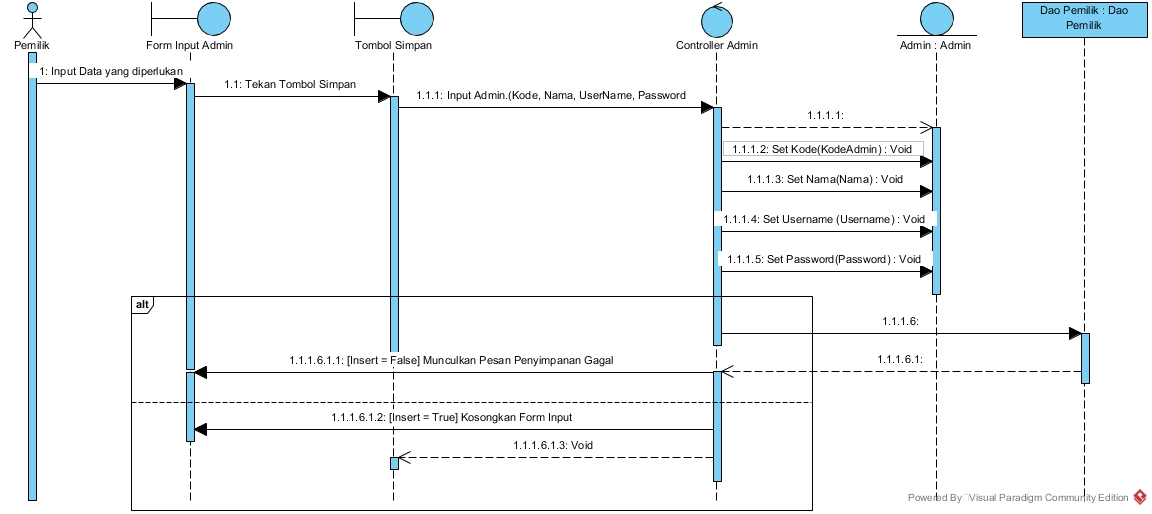 Pemilik
Form Input Admin
Tombol Simpan
Controller Admin
Admin : Admin
Dao Pemilik : Dao
Pemilik
1: Input Data yang diperlukan
1.1: Tekan Tombol Simpan
1.1.1: Input Admin.(Kode, Nama, UserName, Password
1.1.1.1:
1.1.1.2: Set Kode(KodeAdmin) : Void
1.1.1.3: Set Nama(Nama) : Void
1.1.1.4: Set Username (Username) : Void
1.1.1.5: Set Password(Password) : Void
alt
1.1.1.6:
1.1.1.6.1.1: [Insert = False] Munculkan Pesan Penyimpanan Gagal
1.1.1.6.1:
1.1.1.6.1.2: [Insert = True] Kosongkan Form Input
1.1.1.6.1.3: Void
Powered By Visual Paradigm Community Edition